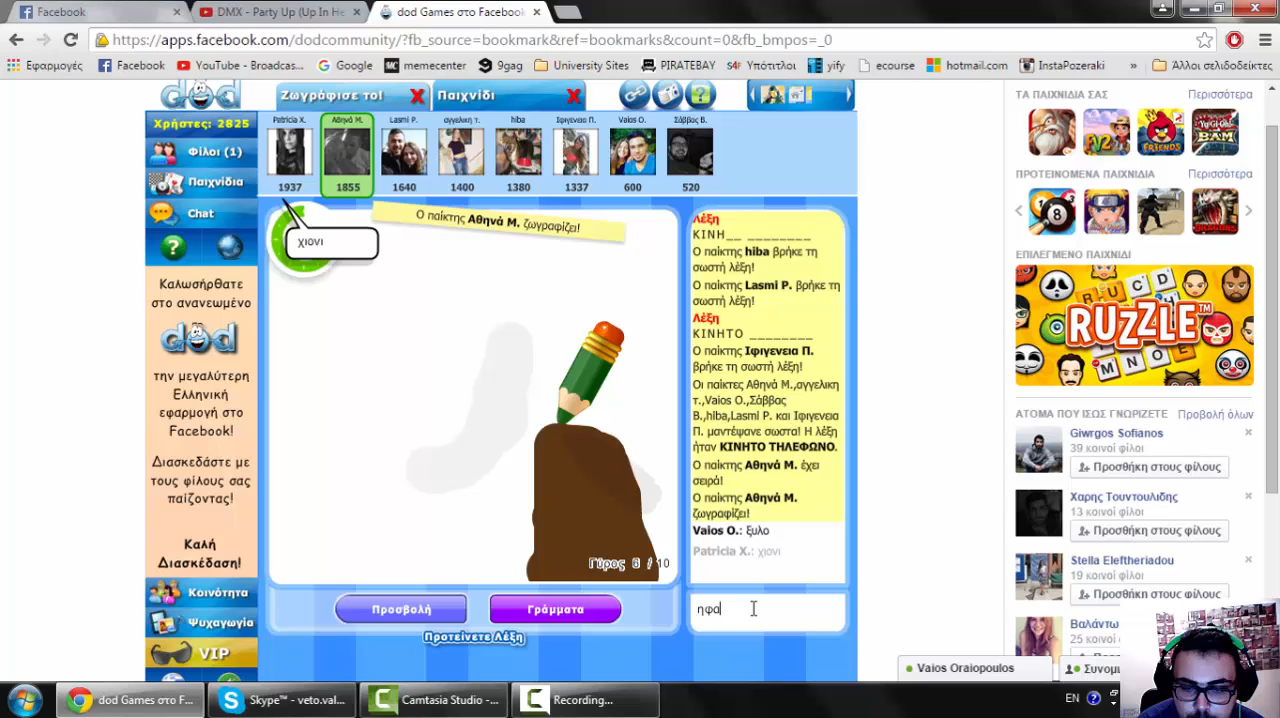 Facebook
DMX - Party Up (Up In He
dod Games στο Facebook
https://apps.facebook.com/dodcommunity/?fb_source=bookmark&ref=bookmarks&count=0&fb_bmpos=_0
Εφαρμογές
Facebook
YouTube - Broadcas...
Google
memecenter
9gag
University Sites
PIRATEBAY
S4F Υπότιτλοι
yify
ecourse
hotmail.com
InstaPozeraki
»
Άλλοι σελιδοδείκτες
dod
Ζωγράφισε το!
Παιχνίδι
Χρήστες: 2825
Φίλοι (1)
Παιχνίδια
Chat
Καλωσήρθατε
στο ανανεωμένο
dod
την μεγαλύτερη
Ελληνική
εφαρμογή στο
Facebook!
Διασκεδάστε με
τους φίλους σας
παίζοντας!
Καλή
Διασκέδαση!
Κοινότητα
Ψυχαγωγία
VIP
Patricia X.
Αθηνά Μ.
Lasmi P.
αγγελικη τ.
hiba
Ιφιγενεια Π.
Vaios O.
Σάββας Β.
1937
1855
1640
1400
1380
1337
600
520
χιονι
Ο παίκτης Αθηνά Μ. ζωγραφίζει!
Γύρος 8 / 10
Προσβολή
Γράμματα
Προτείνετε Λέξη
Λέξη
ΚΙΝΗ__ ________
Ο παίκτης hiba βρήκε τη
σωστή λέξη!
Ο παίκτης Lasmi P. βρήκε τη
σωστή λέξη!
Λέξη
ΚΙΝΗΤΟ ________
Ο παίκτης Ιφιγενεια Π.
βρήκε τη σωστή λέξη!
Οι παίκτες Αθηνά Μ.,αγγελικη
τ.,Vaios O.,Σάββας
Β.,hiba,Lasmi P. και Ιφιγενεια
Π. μαντέψανε σωστα! Η λέξη
ήταν ΚΙΝΗΤΟ ΤΗΛΕΦΩΝΟ.
Ο παίκτης Αθηνά Μ. έχει
σειρά!
Ο παίκτης Αθηνά Μ.
ζωγραφίζει!
Vaios O.: ξυλο
Patricia X.: χιονι
ηφα
ΤΑ ΠΑΙΧΝΙΔΙΑ ΣΑΣ
Περισσότερα
ΠΡΟΤΕΙΝΟΜΕΝΑ ΠΑΙΧΝΙΔΙΑ
Περισσότερα
ΕΠΙΛΕΓΜΕΝΟ ΠΑΙΧΝΙΔΙ
RUZZLE
ΑΤΟΜΑ ΠΟΥ ΙΣΩΣ ΓΝΩΡΙΖΕΤΕ
Προβολή όλων
Giwrgos Sofianos
39 κοινοί φίλοι
Προσθήκη στους φίλους
Χαρης Τουντουλιδης
13 κοινοί φίλοι
Προσθήκη στους φίλους
Stella Eleftheriadou
19 κοινοί φίλοι
Προσθήκη στους φίλους
Βαλάντω
25 κοινοί
Vaios Oraiopoulos
Συνομ
dod Games στο F...
Skype™ - veto.val...
Camtasia Studio - ...
Recording...
EN